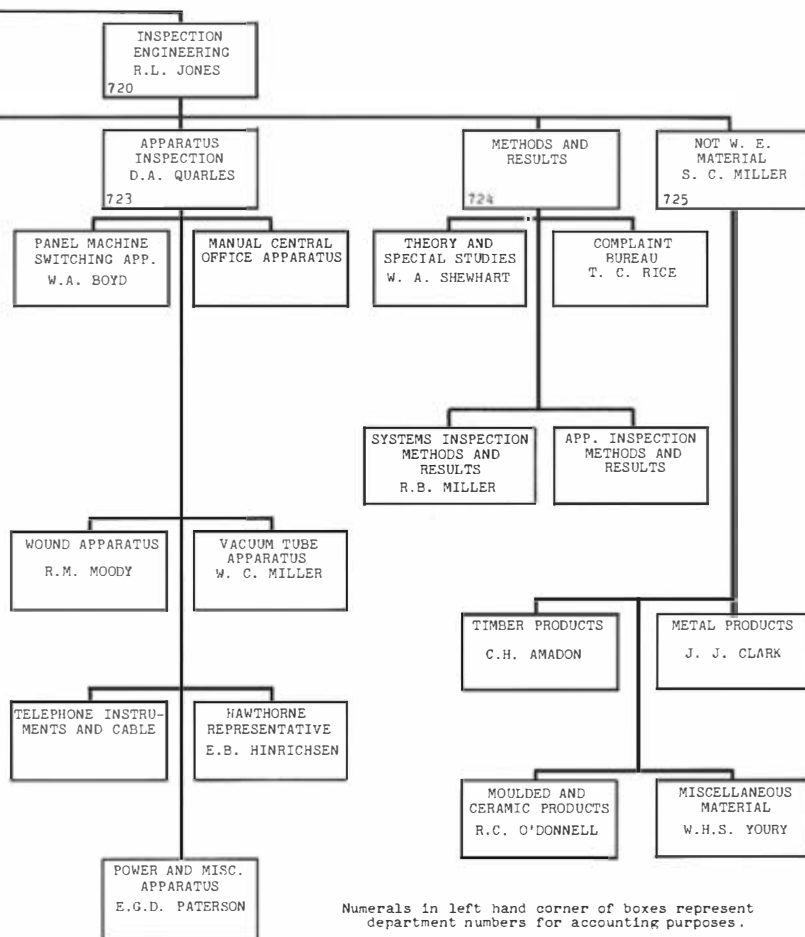 INSPECTION
ENGINEERING
R.L. JONES
720
APPARATUS
INSPECTION
D.A. QUARLES
723
METHODS AND
RESULTS
724
NOT W. E.
MATERIAL
S. C. MILLER
725
PANEL MACHINE
SWITCHING APP.
W.A. BOYD
MANUAL CENTRAL
OFFICE APPARATUS
THEORY AND
SPECIAL STUDIES
W. A. SHEWHART
COMPLAINT
BUREAU
T. C. RICE
SYSTEMS INSPECTION
METHODS AND
RESULTS
R.B. MILLER
APP. INSPECTION
METHODS AND
RESULTS
WOUND APPARATUS
R.M. MOODY
VACUUM TUBE
APPARATUS
W. C. MILLER
TIMBER PRODUCTS
C.H. AMADON
METAL PRODUCTS
J. J. CLARK
TELEPHONE INSTRU-
MENTS AND CABLE
HAWTHORNE
REPRESENTATIVE
E.B. HINRICHSEN
MOULDED AND
CERAMIC PRODUCTS
R.C. O'DONNELL
MISCELLANEOUS
MATERIAL
W.H.S. YOURY
POWER AND MISC.
APPARATUS
E.G.D. PATERSON
Numerals in left hand corner of boxes represent
department numbers for accounting purposes.